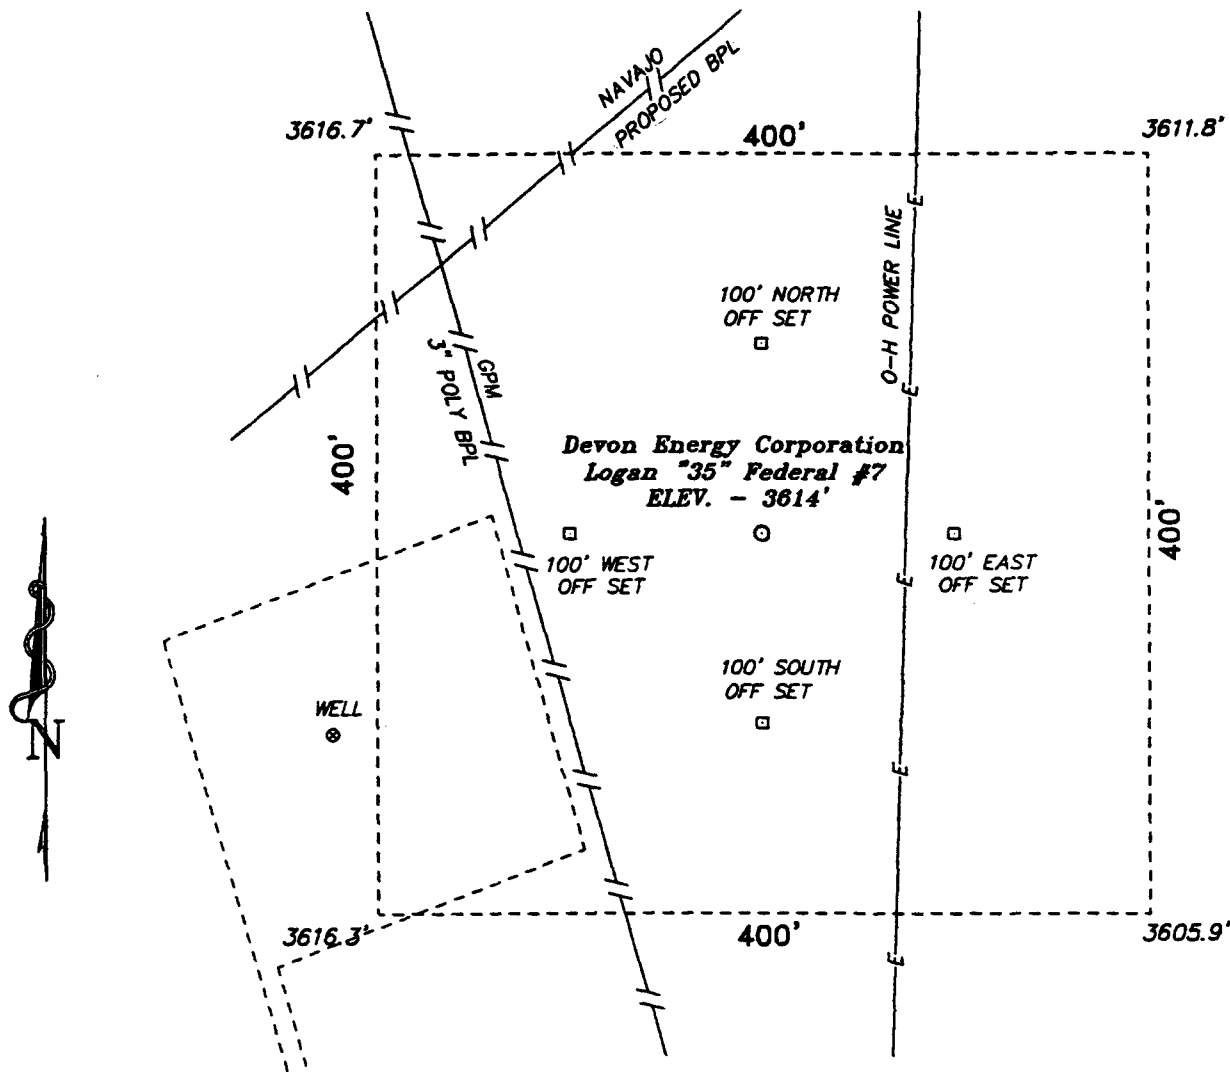 NAVAJO
PROPOSED BPL
3616.7'
400'
3611.8'
O-H POWER LINE
100' NORTH
OFF SET
GPM
3" POLY BPL
400'
Devon Energy Corporation
Logan "35" Federal #7
ELEV. - 3614'
400'
100' WEST
OFF SET
100' EAST
OFF SET
100' SOUTH
OFF SET
WELL
N
3616.3'
400'
3605.9'
E
E
E
E
E